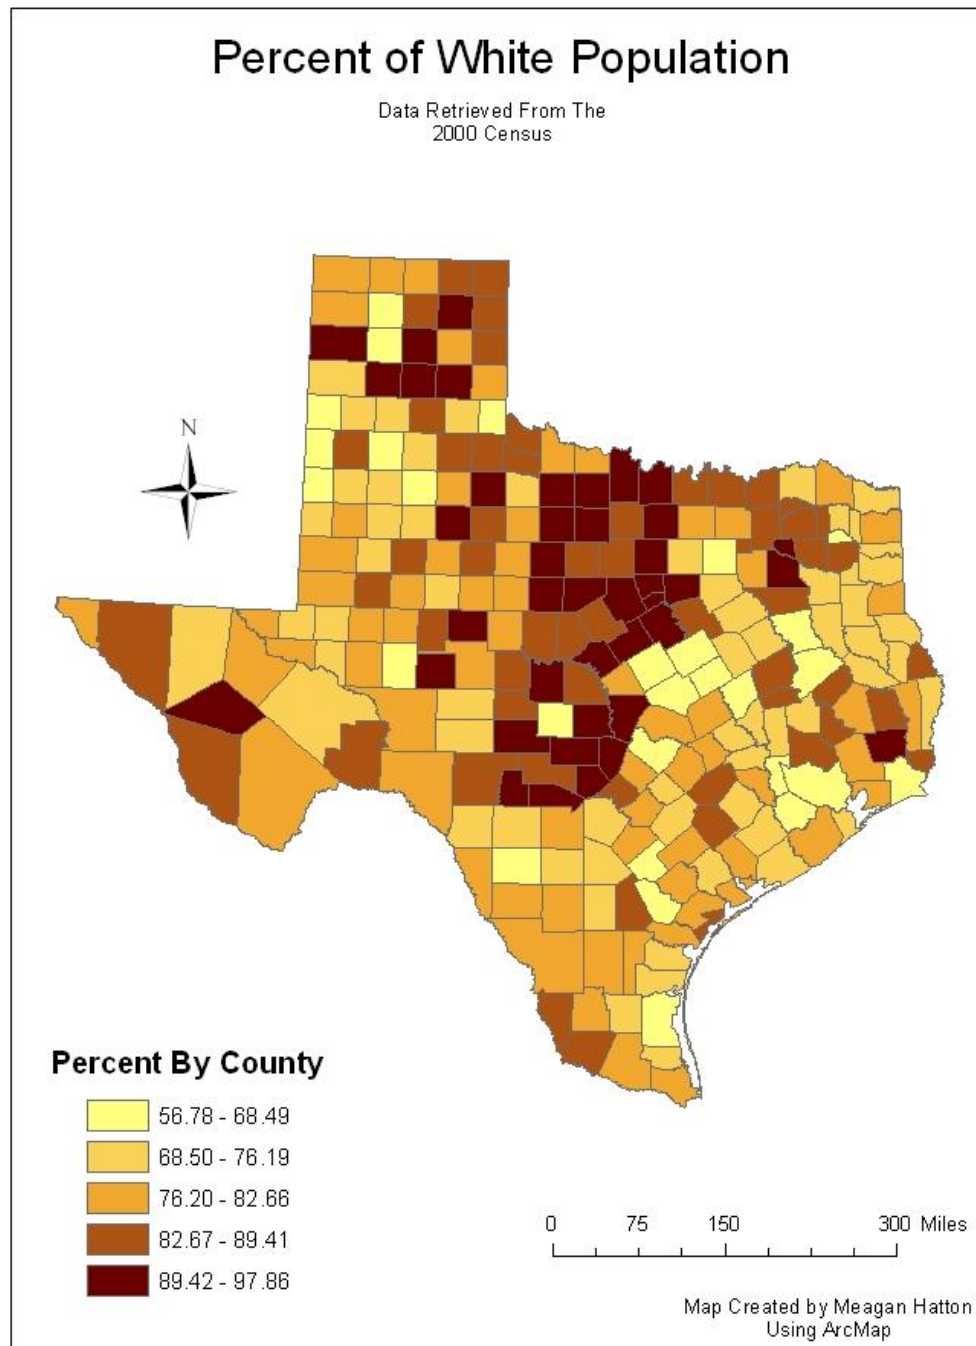 Percent of White Population
Data Retrieved From The
2000 Census
N
Percent By County
56.78 - 68.49
68.50 - 76.19
76.20 - 82.66
82.67 - 89.41
89.42 - 97.86
0 75 150 300 Miles
Map Created by Meagan Hatton
Using ArcMap